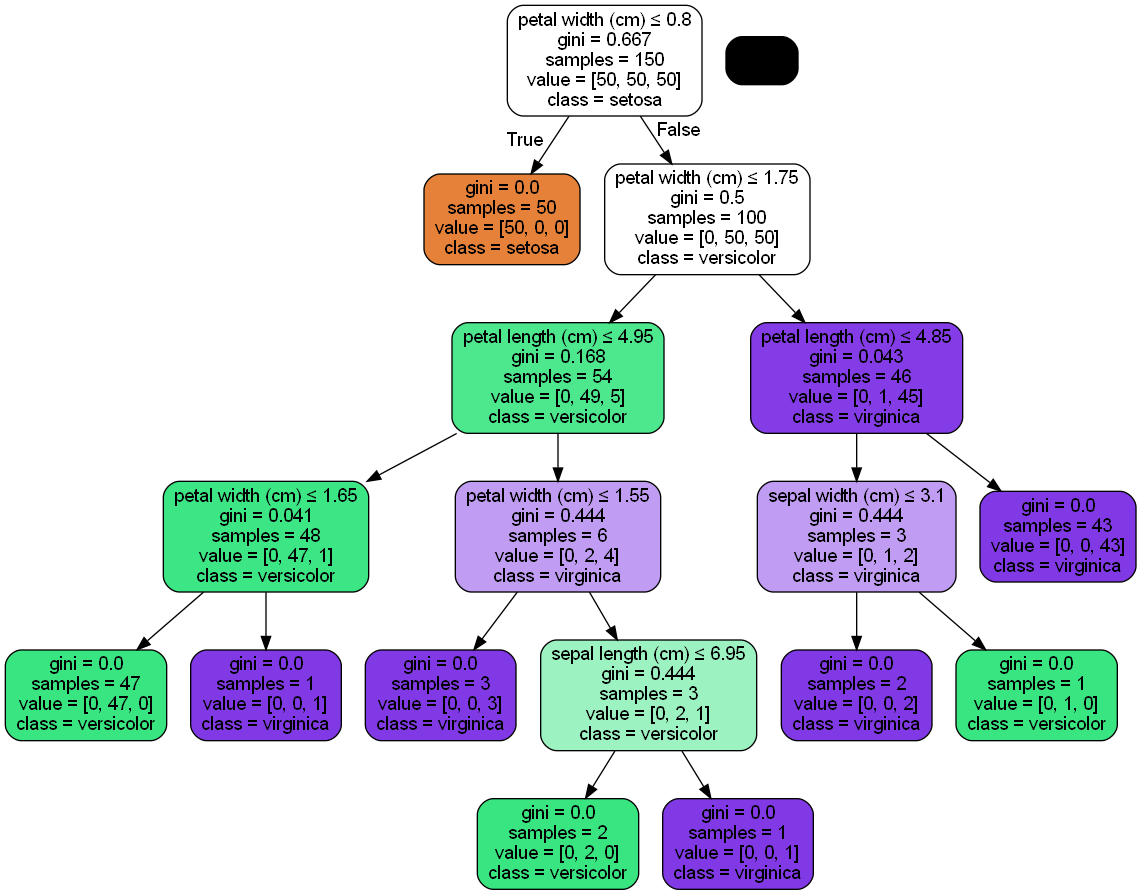 petal width (cm) ≤ 0.8
gini = 0.667
samples = 150
value = [50, 50, 50]
class = setosa
True
False
gini = 0.0
samples = 50
value = [50, 0, 0]
class = setosa
petal width (cm) ≤ 1.75
gini = 0.5
samples = 100
value = [0, 50, 50]
class = versicolor
petal length (cm) ≤ 4.95
gini = 0.168
samples = 54
value = [0, 49, 5]
class = versicolor
petal length (cm) ≤ 4.85
gini = 0.043
samples = 46
value = [0, 1, 45]
class = virginica
petal width (cm) ≤ 1.65
gini = 0.041
samples = 48
value = [0, 47, 1]
class = versicolor
petal width (cm) ≤ 1.55
gini = 0.444
samples = 6
value = [0, 2, 4]
class = virginica
sepal width (cm) ≤ 3.1
gini = 0.444
samples = 3
value = [0, 1, 2]
class = virginica
gini = 0.0
samples = 43
value = [0, 0, 43]
class = virginica
gini = 0.0
samples = 47
value = [0, 47, 0]
class = versicolor
gini = 0.0
samples = 1
value = [0, 0, 1]
class = virginica
gini = 0.0
samples = 3
value = [0, 0, 3]
class = virginica
sepal length (cm) ≤ 6.95
gini = 0.444
samples = 3
value = [0, 2, 1]
class = versicolor
gini = 0.0
samples = 2
value = [0, 0, 2]
class = virginica
gini = 0.0
samples = 1
value = [0, 1, 0]
class = versicolor
gini = 0.0
samples = 2
value = [0, 2, 0]
class = versicolor
gini = 0.0
samples = 1
value = [0, 0, 1]
class = virginica